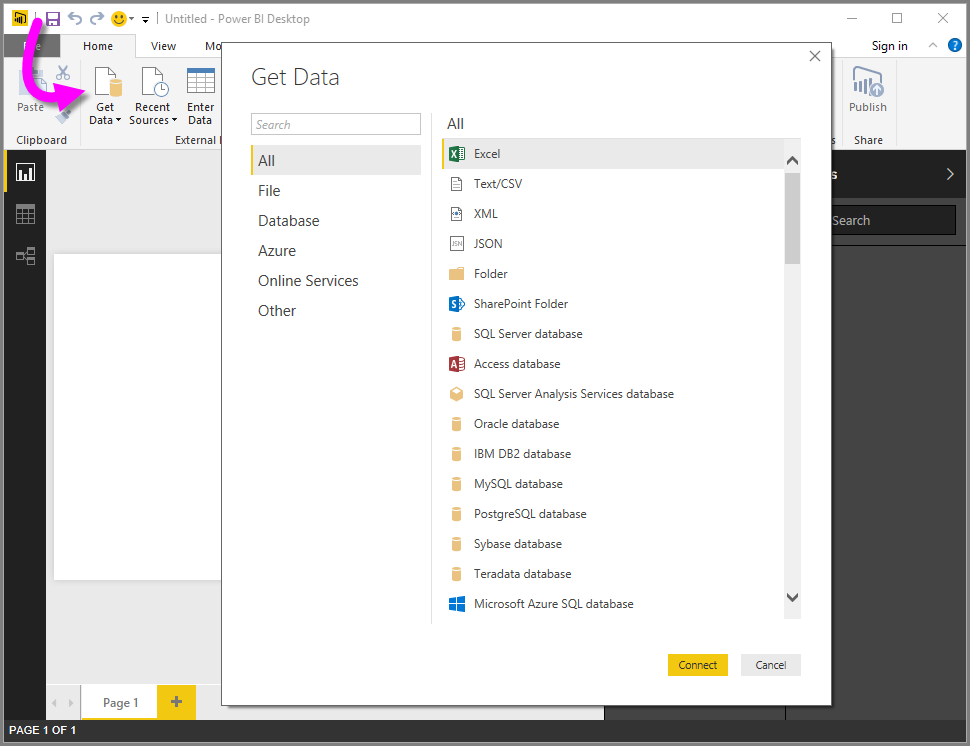 Untitled - Power BI Desktop
Home
View
Sign in
?
Paste
Get
Data
Recent
Sources
Enter
Data
Publish
Clipboard
External
Share
Get Data
Search
All
File
Database
Azure
Online Services
Other
All
Excel
Text/CSV
XML
JSON
JSON
Folder
SharePoint Folder
SQL Server database
Access database
SQL Server Analysis Services database
Oracle database
IBM DB2 database
MySQL database
PostgreSQL database
Sybase database
Teradata database
Microsoft Azure SQL database
Connect
Cancel
Search
Page 1
+
PAGE 1 OF 1